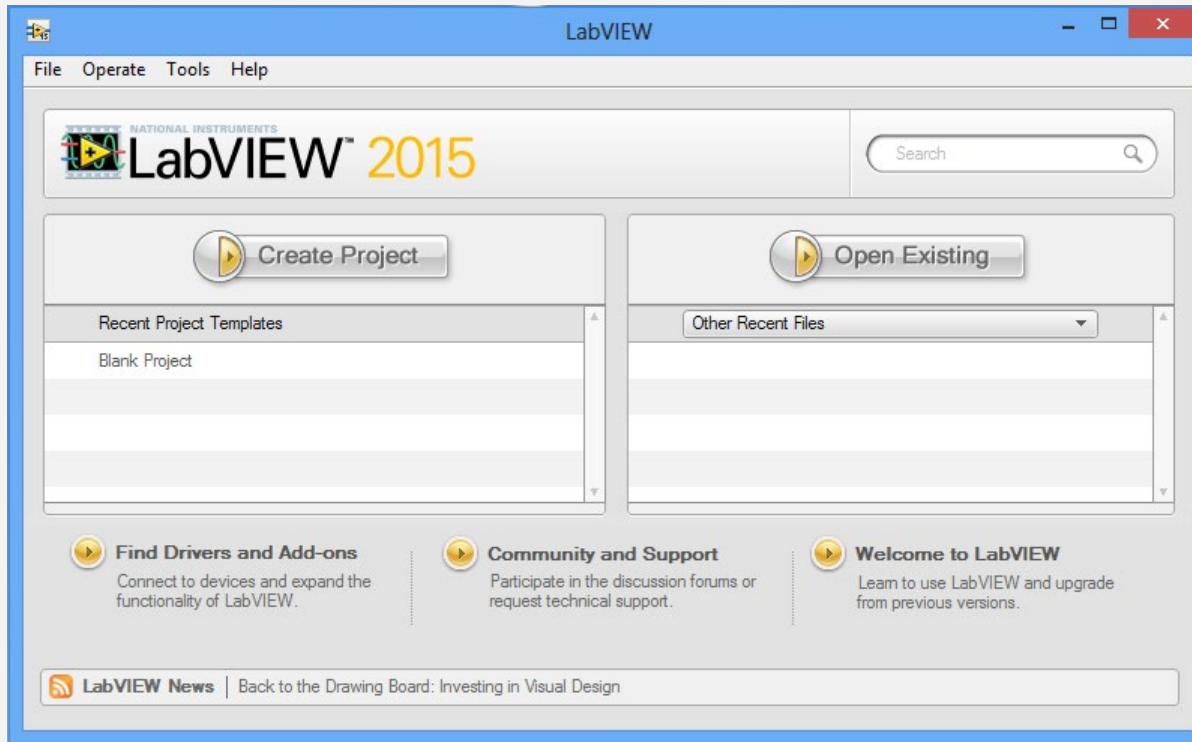 LabVIEW
File Operate Tools Help
NATIONAL INSTRUMENTS
LabVIEW™ 2015
Search
Create Project
Recent Project Templates
Blank Project
Open Existing
Other Recent Files
Find Drivers and Add-ons
Connect to devices and expand the
functionality of LabVIEW.
Community and Support
Participate in the discussion forums or
request technical support.
Welcome to LabVIEW
Learn to use LabVIEW and upgrade
from previous versions.
LabVIEW News | Back to the Drawing Board: Investing in Visual Design